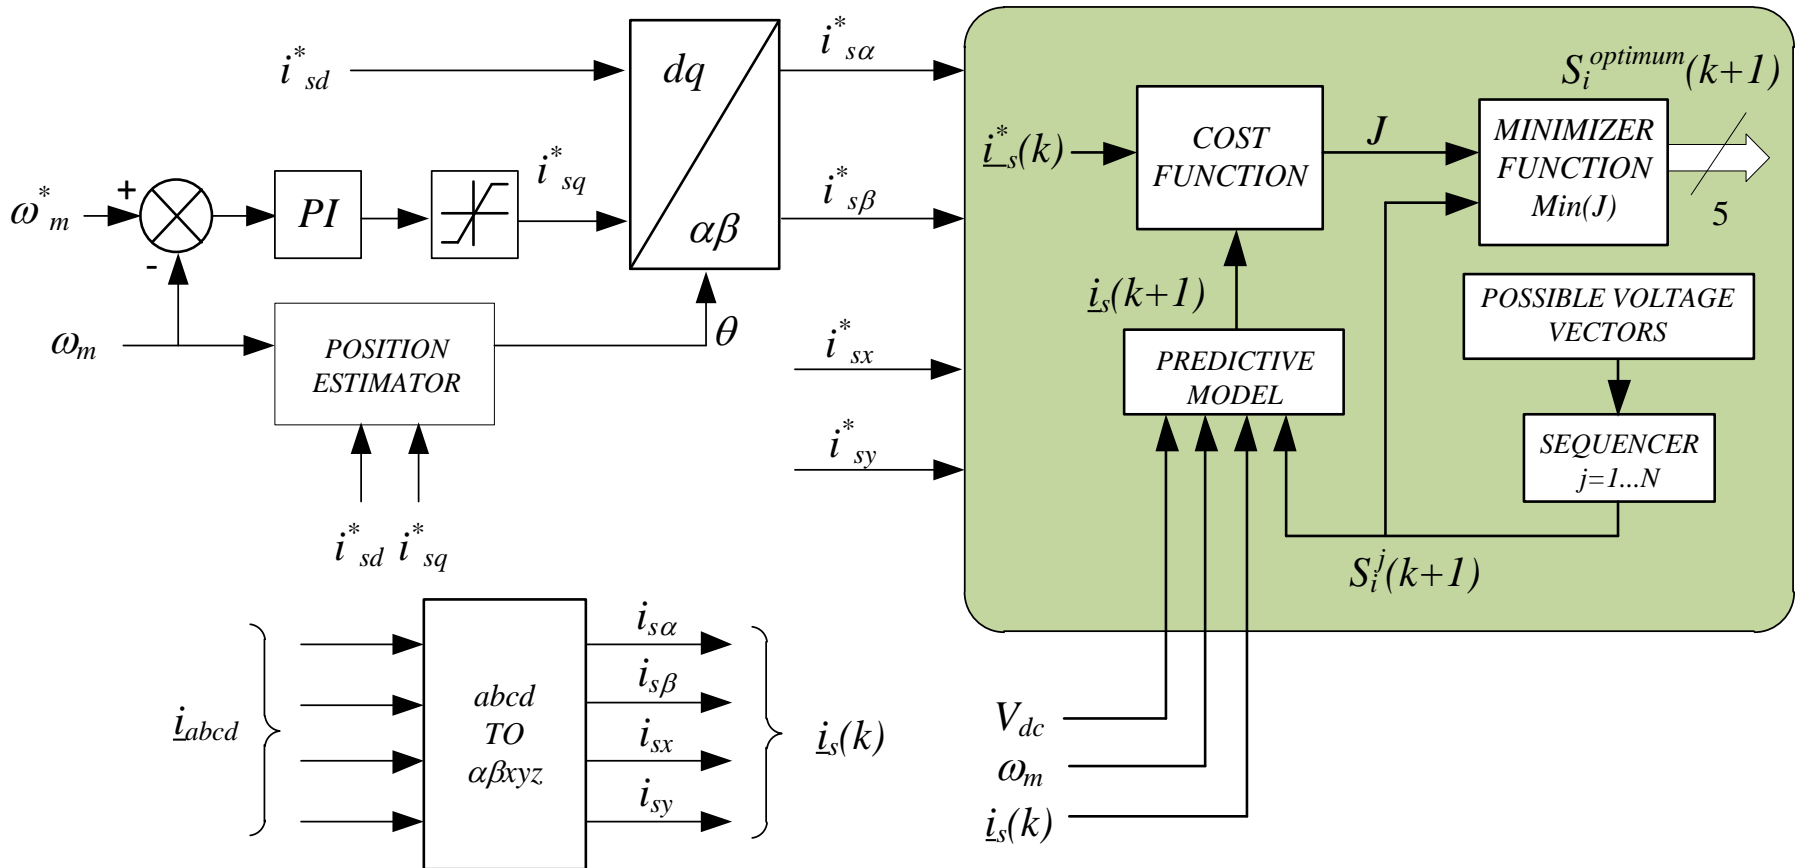 i*sd
dq
αβ
i*sα
i*sβ
ω*m
+
-
PI
i*sq
ωm
POSITION
ESTIMATOR
θ
i*sd i*sq
i*sx
i*sy
i*s(k)
COST
FUNCTION
J
Si^optimum(k+1)
MINIMIZER
FUNCTION
Min(J)
5
is(k+1)
PREDICTIVE
MODEL
POSSIBLE VOLTAGE
VECTORS
SEQUENCER
j=1...N
Si^j(k+1)
Vdc
ωm
is(k)
iabcd
abcd
TO
αβxyz
isα
isβ
isx
isy
is(k)